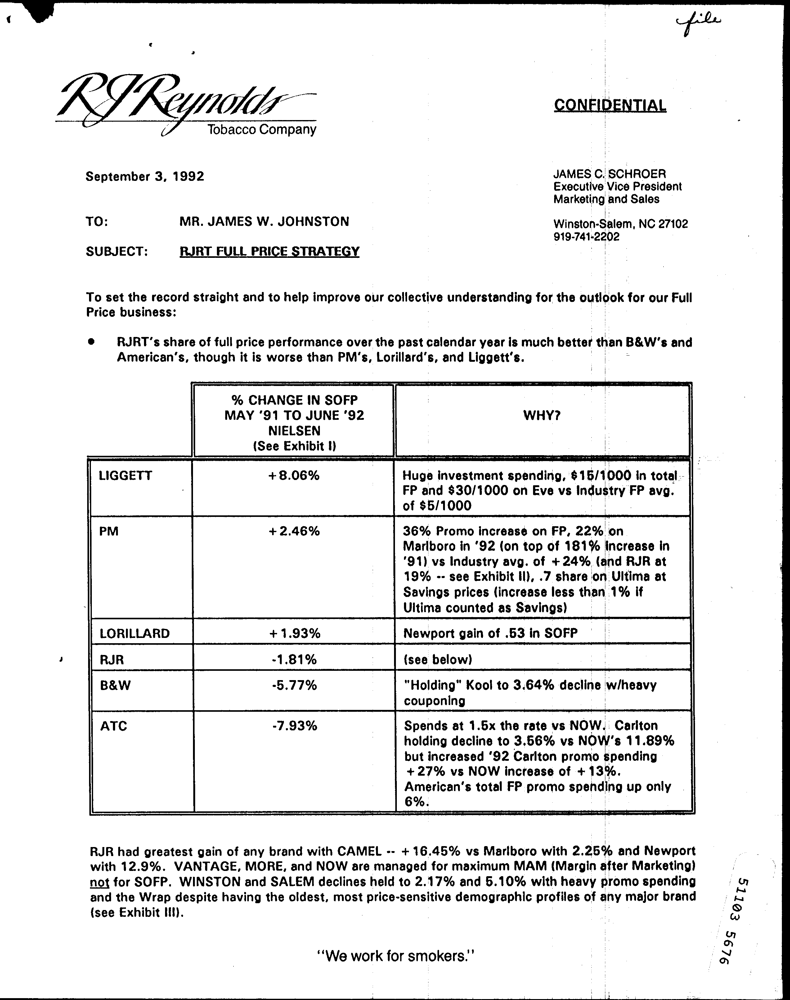 file
RJReynolds
Tobacco Company
CONFIDENTIAL
September 3, 1992
JAMES C. SCHROER
Executive Vice President
Marketing and Sales
TO: MR. JAMES W. JOHNSTON
Winston-Salem, NC 27102
919-741-2202
SUBJECT: RJRT FULL PRICE STRATEGY
To set the record straight and to help improve our collective understanding for the outlook for our Full
Price business:
• RJRT's share of full price performance over the past calendar year is much better than B&W's and
American's, though it is worse than PM's, Lorillard's, and Liggett's.
% CHANGE IN SOFP
MAY '91 TO JUNE '92
NIELSEN
(See Exhibit I)
WHY?
LIGGETT +8.06% Huge investment spending, $15/1000 in total
FP and $30/1000 on Eve vs Industry FP avg.
of $5/1000
PM +2.46% 36% Promo increase on FP, 22% on
Marlboro in '92 (on top of 181% increase in
'91) vs Industry avg. of +24% (and RJR at
19% -- see Exhibit II), .7 share on Ultima at
Savings prices (increase less than 1% if
Ultima counted as Savings)
LORILLARD +1.93% Newport gain of .53 in SOFP
RJR -1.81% (see below)
B&W -5.77% "Holding" Kool to 3.64% decline w/heavy
couponing
ATC -7.93% Spends at 1.5x the rate vs NOW. Carlton
holding decline to 3.56% vs NOW's 11.89%
but increased '92 Carlton promo spending
+27% vs NOW increase of +13%.
American's total FP promo spending up only
6%.
RJR had greatest gain of any brand with CAMEL -- +16.45% vs Marlboro with 2.25% and Newport
with 12.9%. VANTAGE, MORE, and NOW are managed for maximum MAM (Margin after Marketing)
not for SOFP. WINSTON and SALEM declines held to 2.17% and 5.10% with heavy promo spending
and the Wrap despite having the oldest, most price-sensitive demographic profiles of any major brand
(see Exhibit III).
"We work for smokers."
51103 5676